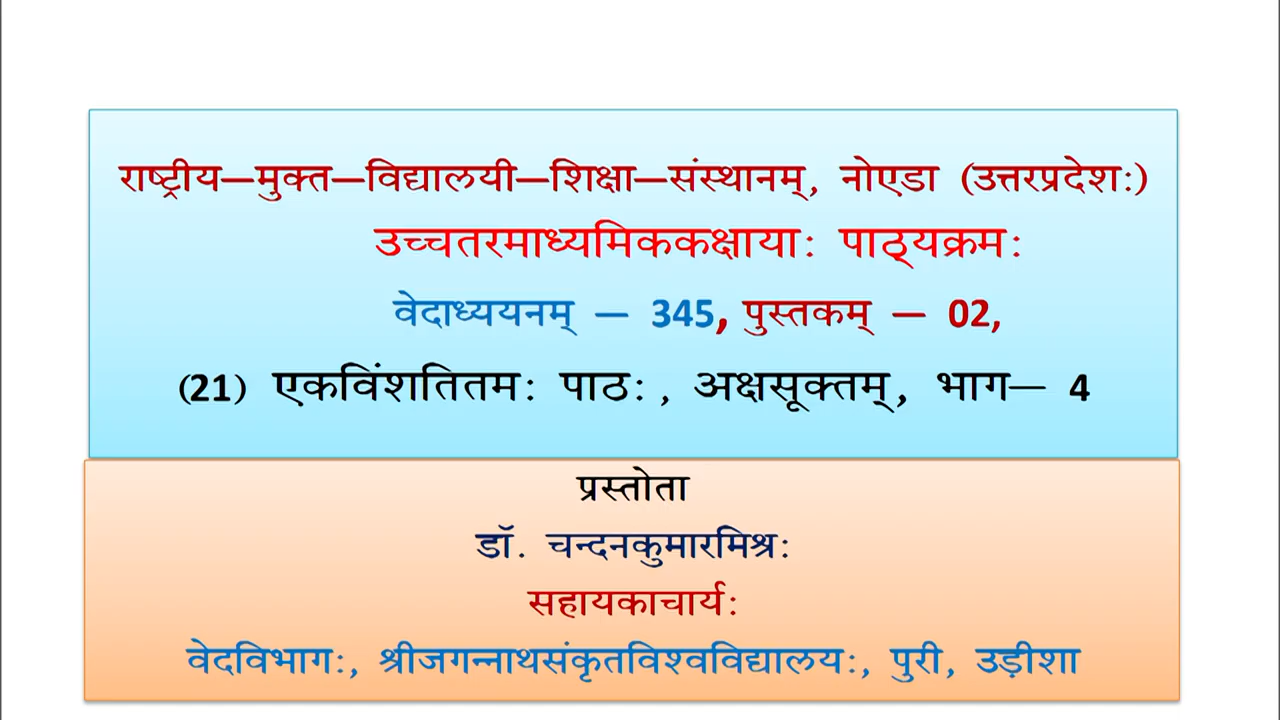 राष्ट्रीय—मुक्त—विद्यालयी—शिक्षा—संस्थानम्, नोएडा (उत्तरप्रदेशः)
उच्चतरमाध्यमिककक्षायाः पाठ्यक्रमः
वेदाध्ययनम् — 345, पुस्तकम् — 02,
(21) एकविंशतितमः पाठः, अक्षसूक्तम्, भाग— 4
प्रस्तोता
डॉ. चन्दनकुमारमिश्रः
सहायकाचार्यः
वेदविभागः, श्रीजगन्नाथसंकृतविश्वविद्यालयः, पुरी, उड़ीशा